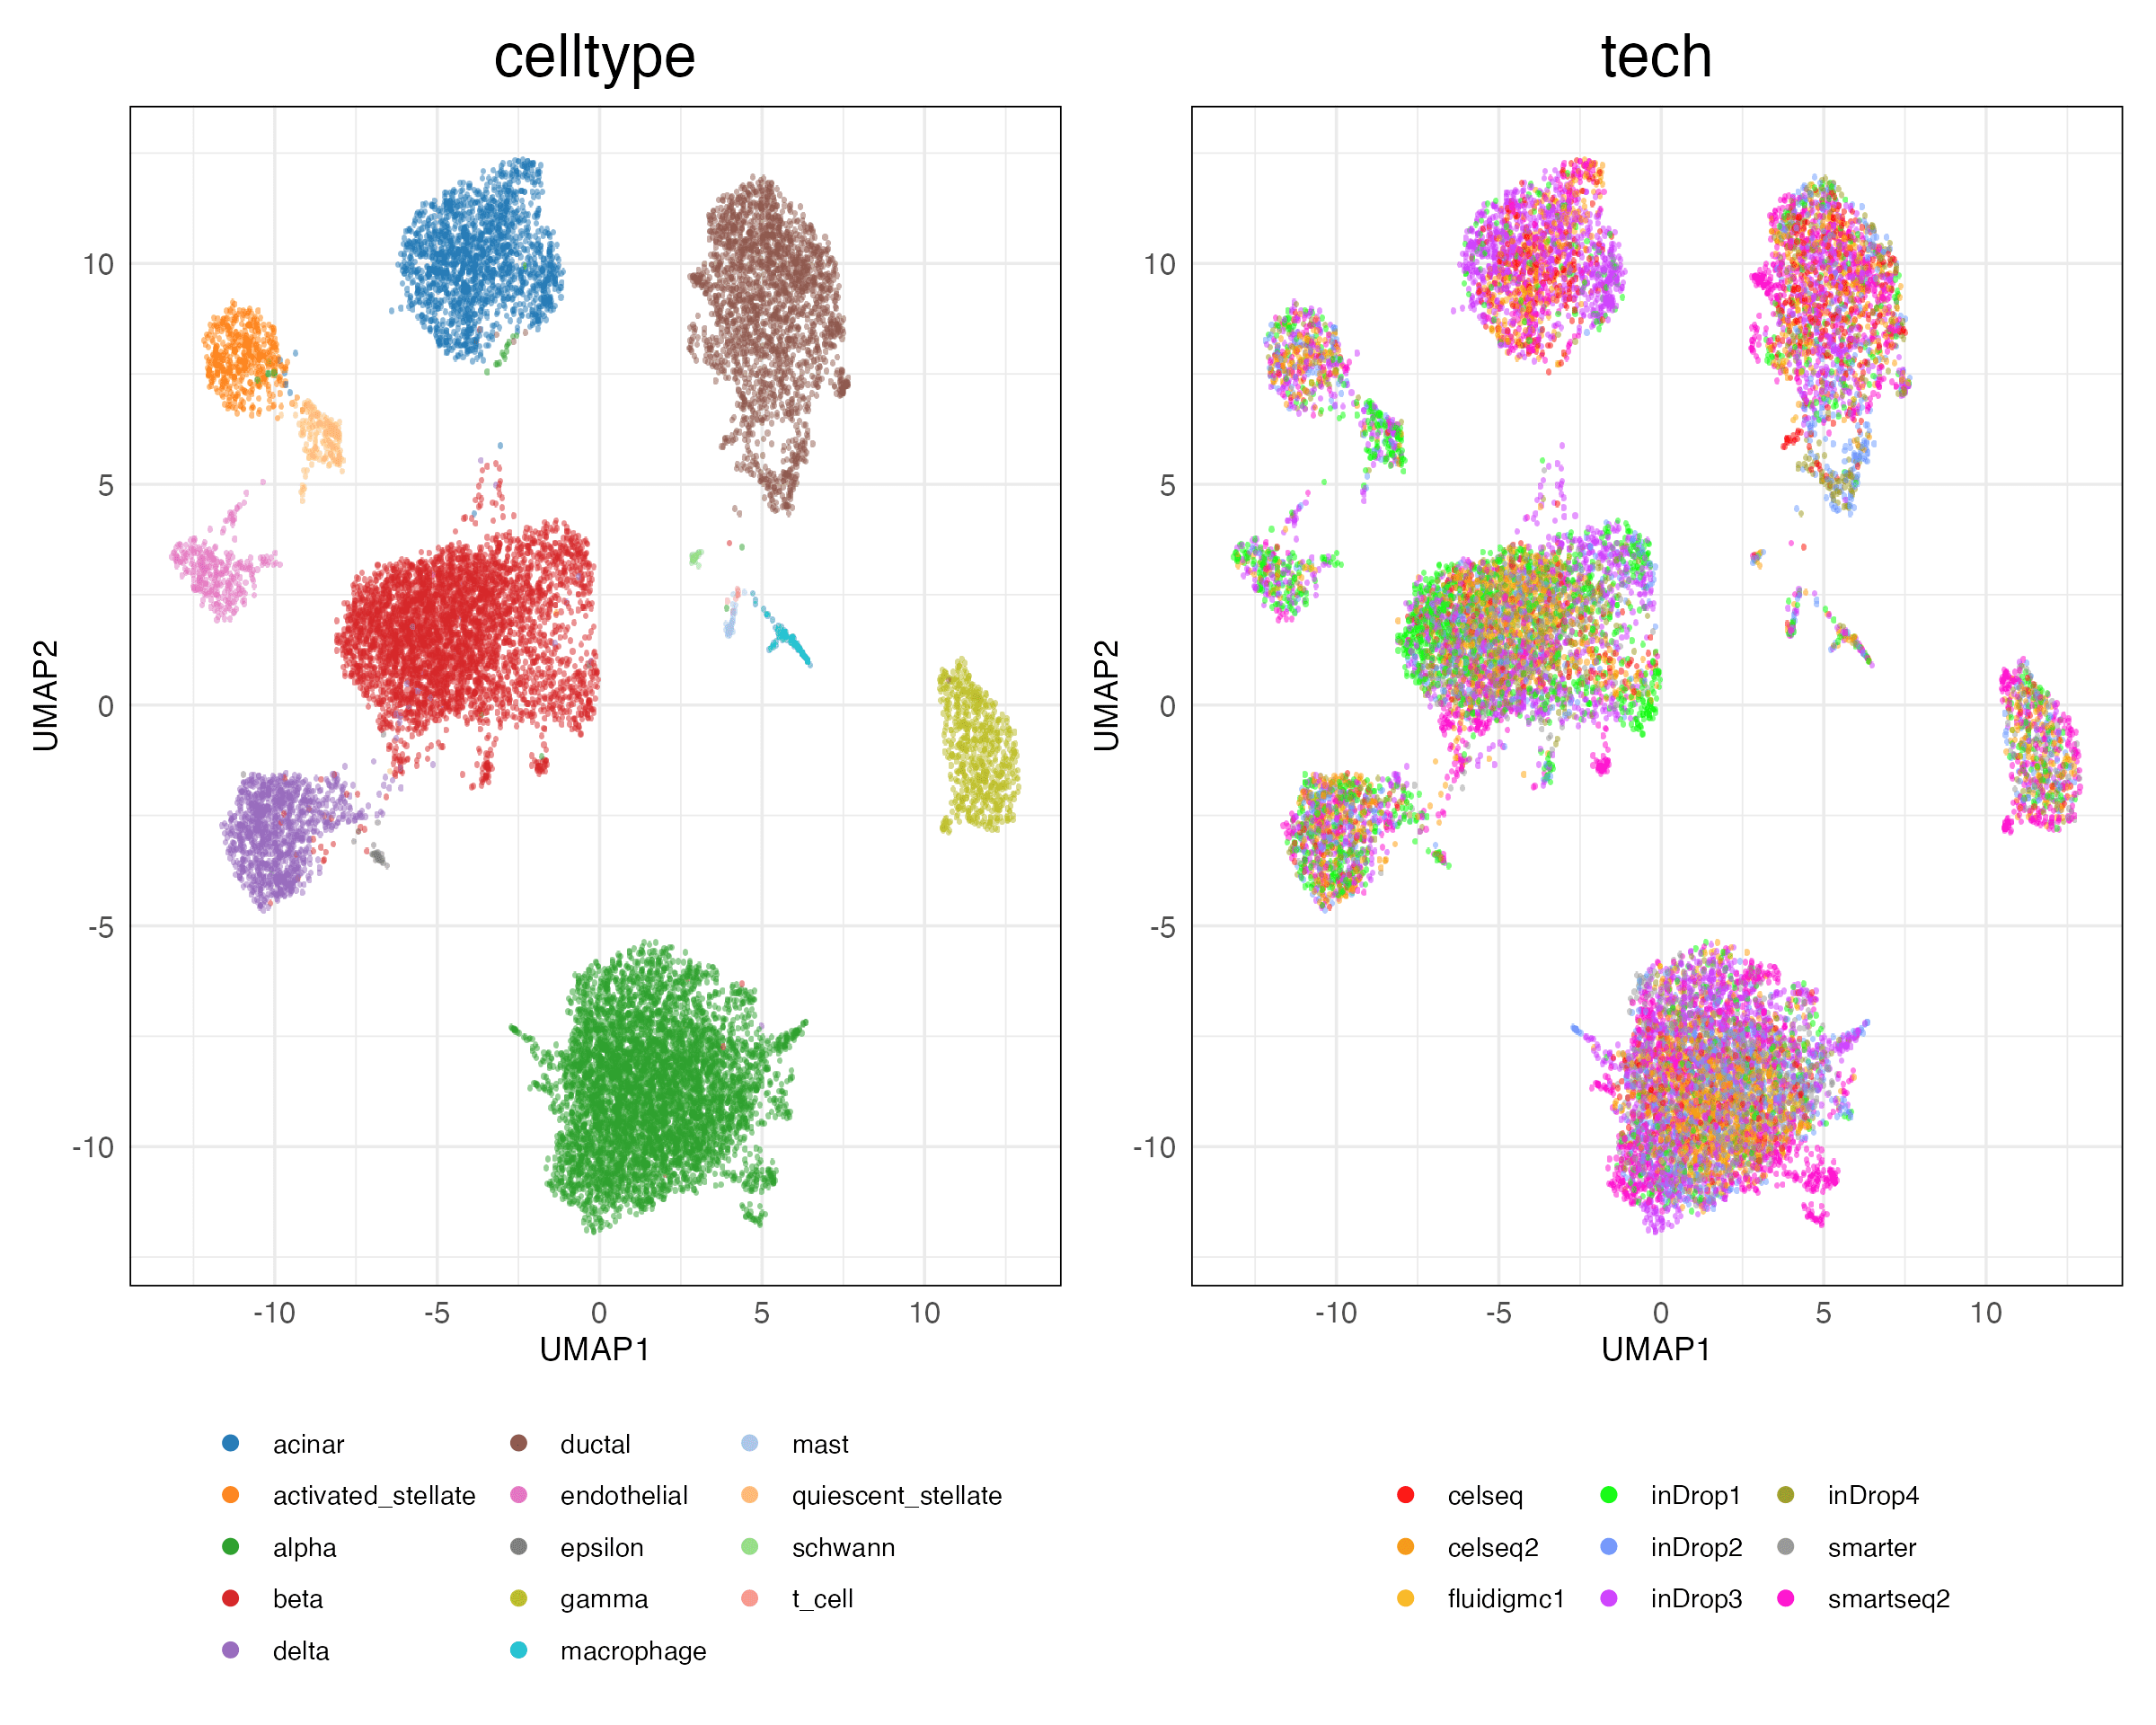 celltype
tech
10
5
0
-5
-10
UMAP2
-10 -5 0 5 10
UMAP1
10
5
0
-5
-10
UMAP2
-10 -5 0 5 10
UMAP1
acinar
activated_stellate
alpha
beta
delta
ductal
endothelial
epsilon
gamma
macrophage
mast
quiescent_stellate
schwann
t_cell
celseq
celseq2
fluidigmc1
inDrop1
inDrop2
inDrop3
inDrop4
smarter
smartseq2